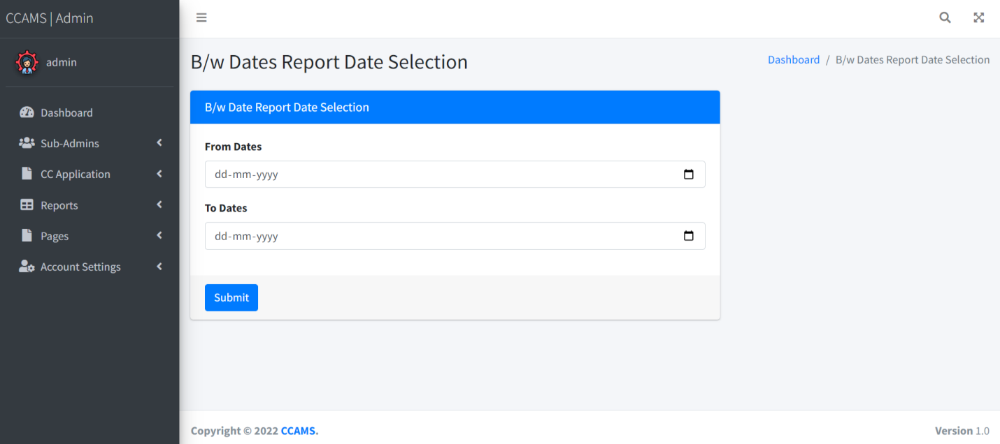 CCAMS | Admin
admin
Dashboard
Sub-Admins
CC Application
Reports
Pages
Account Settings
B/w Dates Report Date Selection
Dashboard / B/w Dates Report Date Selection
B/w Date Report Date Selection
From Dates
dd-mm-yyyy
To Dates
dd-mm-yyyy
Submit
Copyright © 2022 CCAMS.
Version 1.0